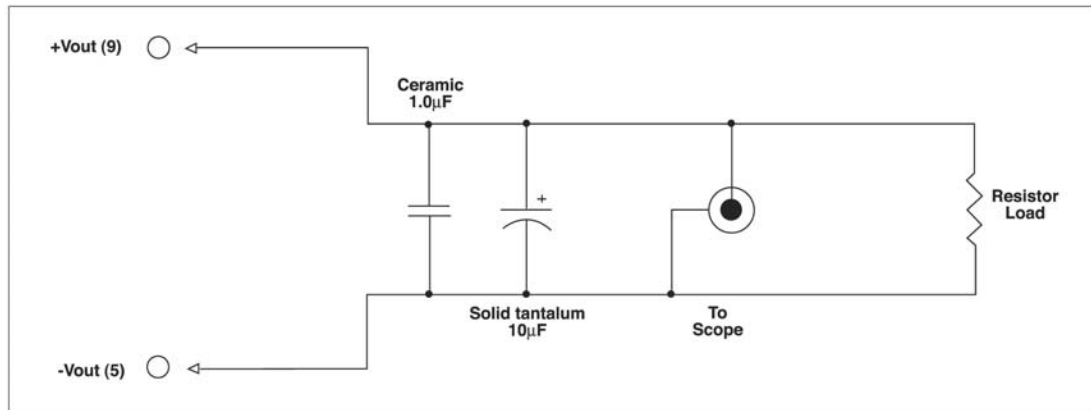 +Vout (9)
Ceramic
1.0μF
+
Resistor
Load
Solid tantalum
10μF
To
Scope
-Vout (5)